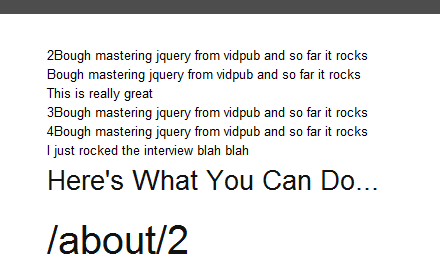 2Bough mastering jquery from vidpub and so far it rocks
Bough mastering jquery from vidpub and so far it rocks
This is really great
3Bough mastering jquery from vidpub and so far it rocks
4Bough mastering jquery from vidpub and so far it rocks
I just rocked the interview blah blah
Here's What You Can Do...
/about/2